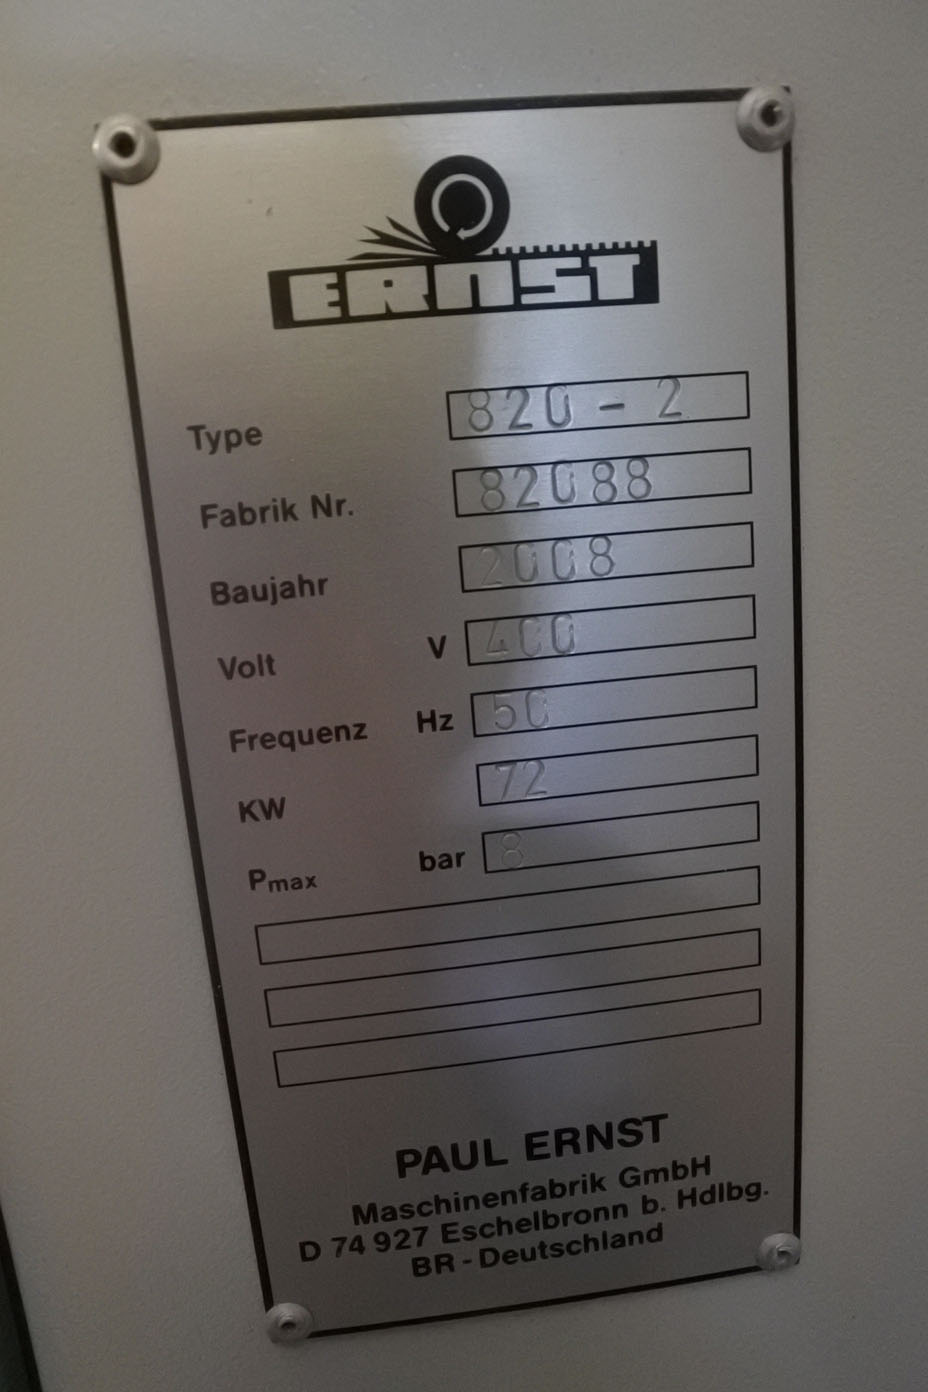 ERNST
Type 820 - 2
Fabrik Nr. 82088
Baujahr 2008
Volt V 400
Frequenz Hz 50
KW 72
Pmax bar 8
PAUL ERNST
Maschinenfabrik GmbH
D 74 927 Eschelbronn b. Hdlbg.
BR - Deutschland